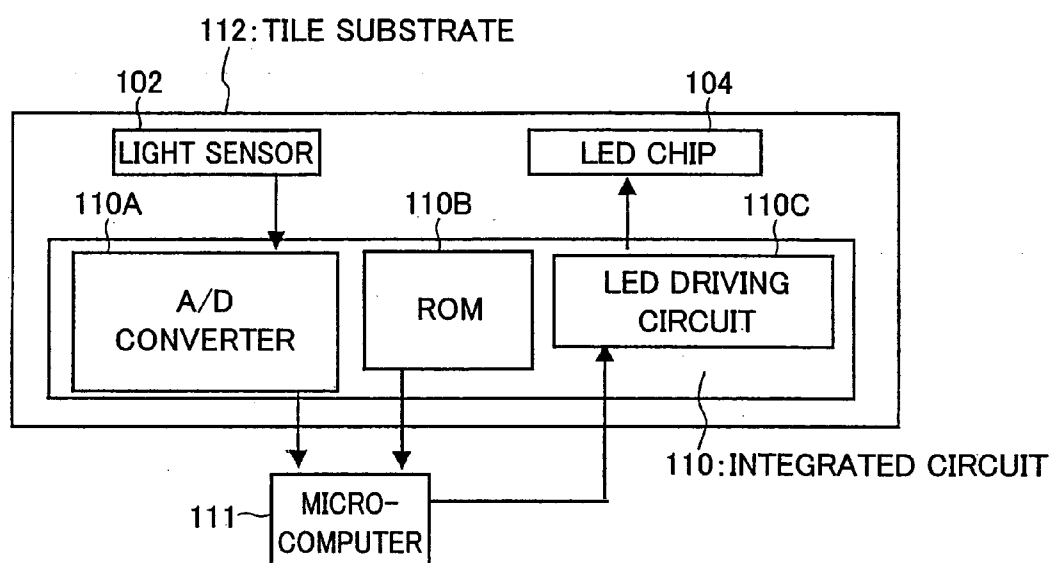 112:TILE SUBSTRATE
102
104
LIGHT SENSOR
LED CHIP
110A
110B
110C
A/D
CONVERTER
ROM
LED DRIVING
CIRCUIT
110:INTEGRATED CIRCUIT
111
MICRO-
COMPUTER